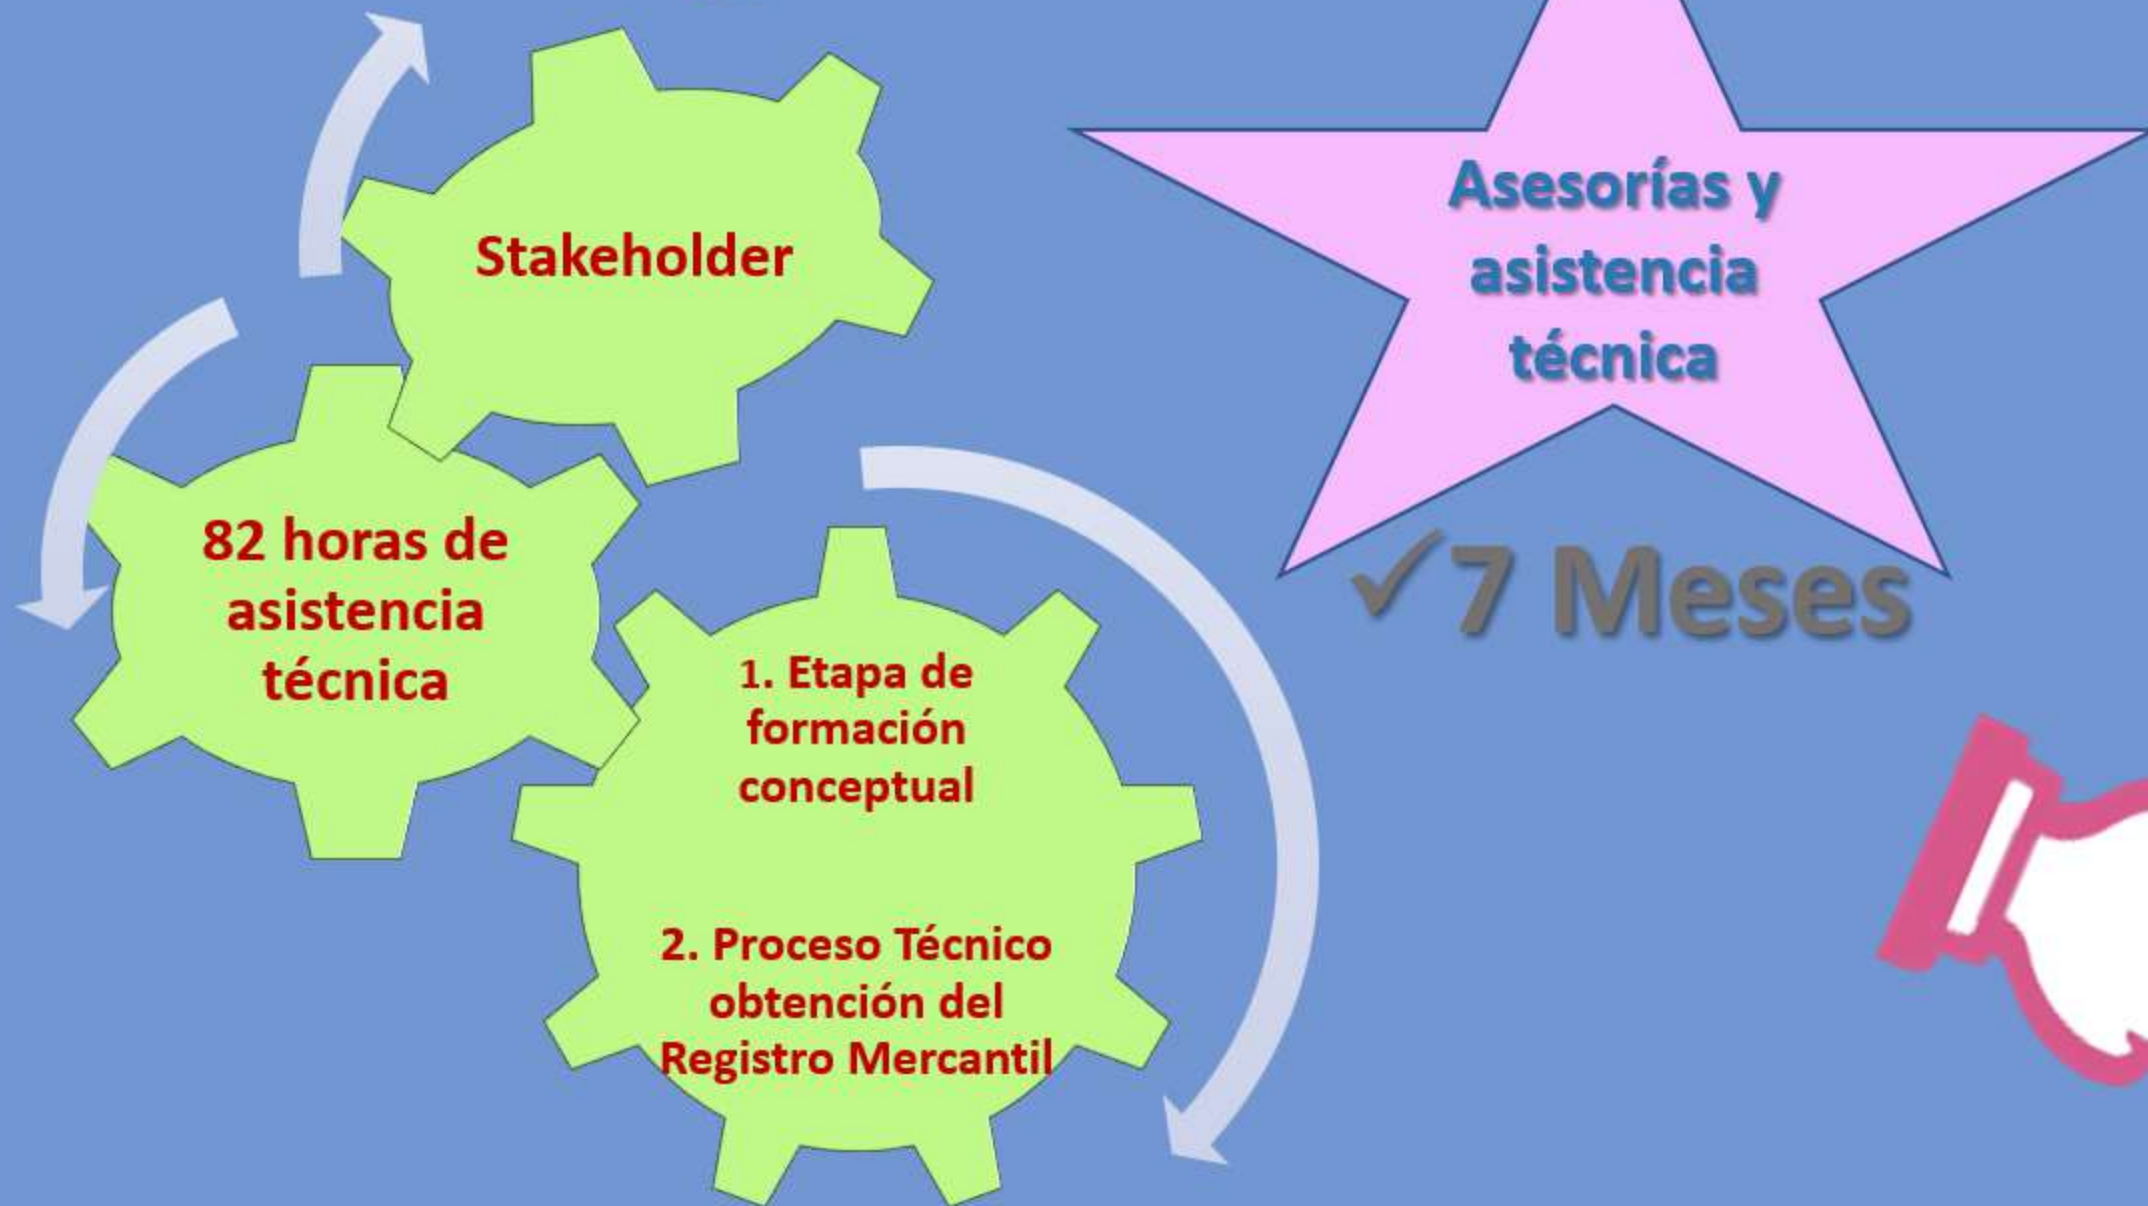 Stakeholder
82 horas de
asistencia
técnica
1. Etapa de
formación
conceptual
2. Proceso Técnico
obtención del
Registro Mercantil
Asesorías y
asistencia
técnica
✓7 Meses